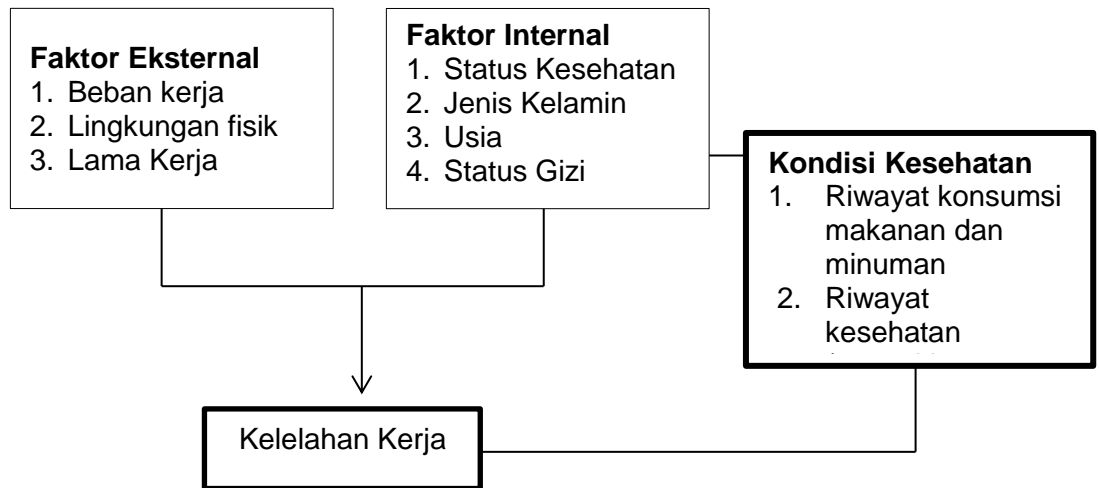 Faktor Eksternal
1. Beban kerja
2. Lingkungan fisik
3. Lama Kerja
Faktor Internal
1. Status Kesehatan
2. Jenis Kelamin
3. Usia
4. Status Gizi
Kondisi Kesehatan
1. Riwayat konsumsi
makanan dan
minuman
2. Riwayat
kesehatan
Kelelahan Kerja